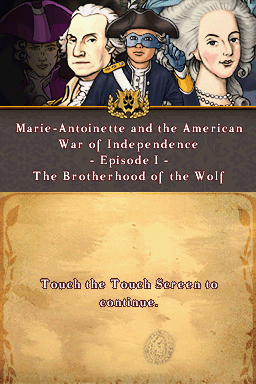 Marie-Antoinette and the American
War of Independence
- Episode I -
The Brotherhood of the Wolf
Touch the Touch Screen to
continue.